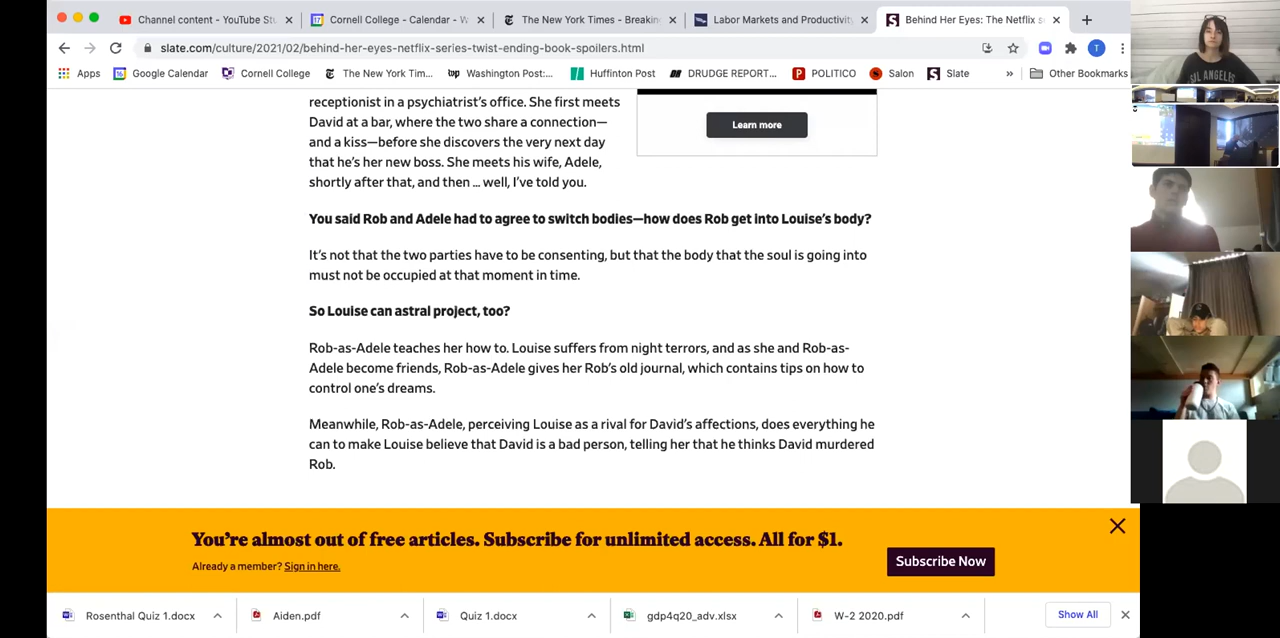 Channel content - YouTube Stu
Cornell College - Calendar - W
The New York Times - Breakin
Labor Markets and Productivity
Behind Her Eyes: The Netflix s
slate.com/culture/2021/02/behind-her-eyes-netflix-series-twist-ending-book-spoilers.html
T
Apps
Google Calendar
Cornell College
The New York Tim...
Washington Post:...
Huffinton Post
DRUDGE REPORT...
POLITICO
Salon
Slate
»
Other Bookmarks
receptionist in a psychiatrist's office. She first meets
David at a bar, where the two share a connection—
and a kiss—before she discovers the very next day
that he's her new boss. She meets his wife, Adele,
shortly after that, and then … well, I've told you.
Learn more
You said Rob and Adele had to agree to switch bodies—how does Rob get into Louise's body?
It's not that the two parties have to be consenting, but that the body that the soul is going into
must not be occupied at that moment in time.
So Louise can astral project, too?
Rob-as-Adele teaches her how to. Louise suffers from night terrors, and as she and Rob-as-
Adele become friends, Rob-as-Adele gives her Rob's old journal, which contains tips on how to
control one's dreams.
Meanwhile, Rob-as-Adele, perceiving Louise as a rival for David's affections, does everything he
can to make Louise believe that David is a bad person, telling her that he thinks David murdered
Rob.
You're almost out of free articles. Subscribe for unlimited access. All for $1.
Already a member? Sign in here.
Subscribe Now
Rosenthal Quiz 1.docx
Aiden.pdf
Quiz 1.docx
gdp4q20_adv.xlsx
W-2 2020.pdf
Show All
ANGELES